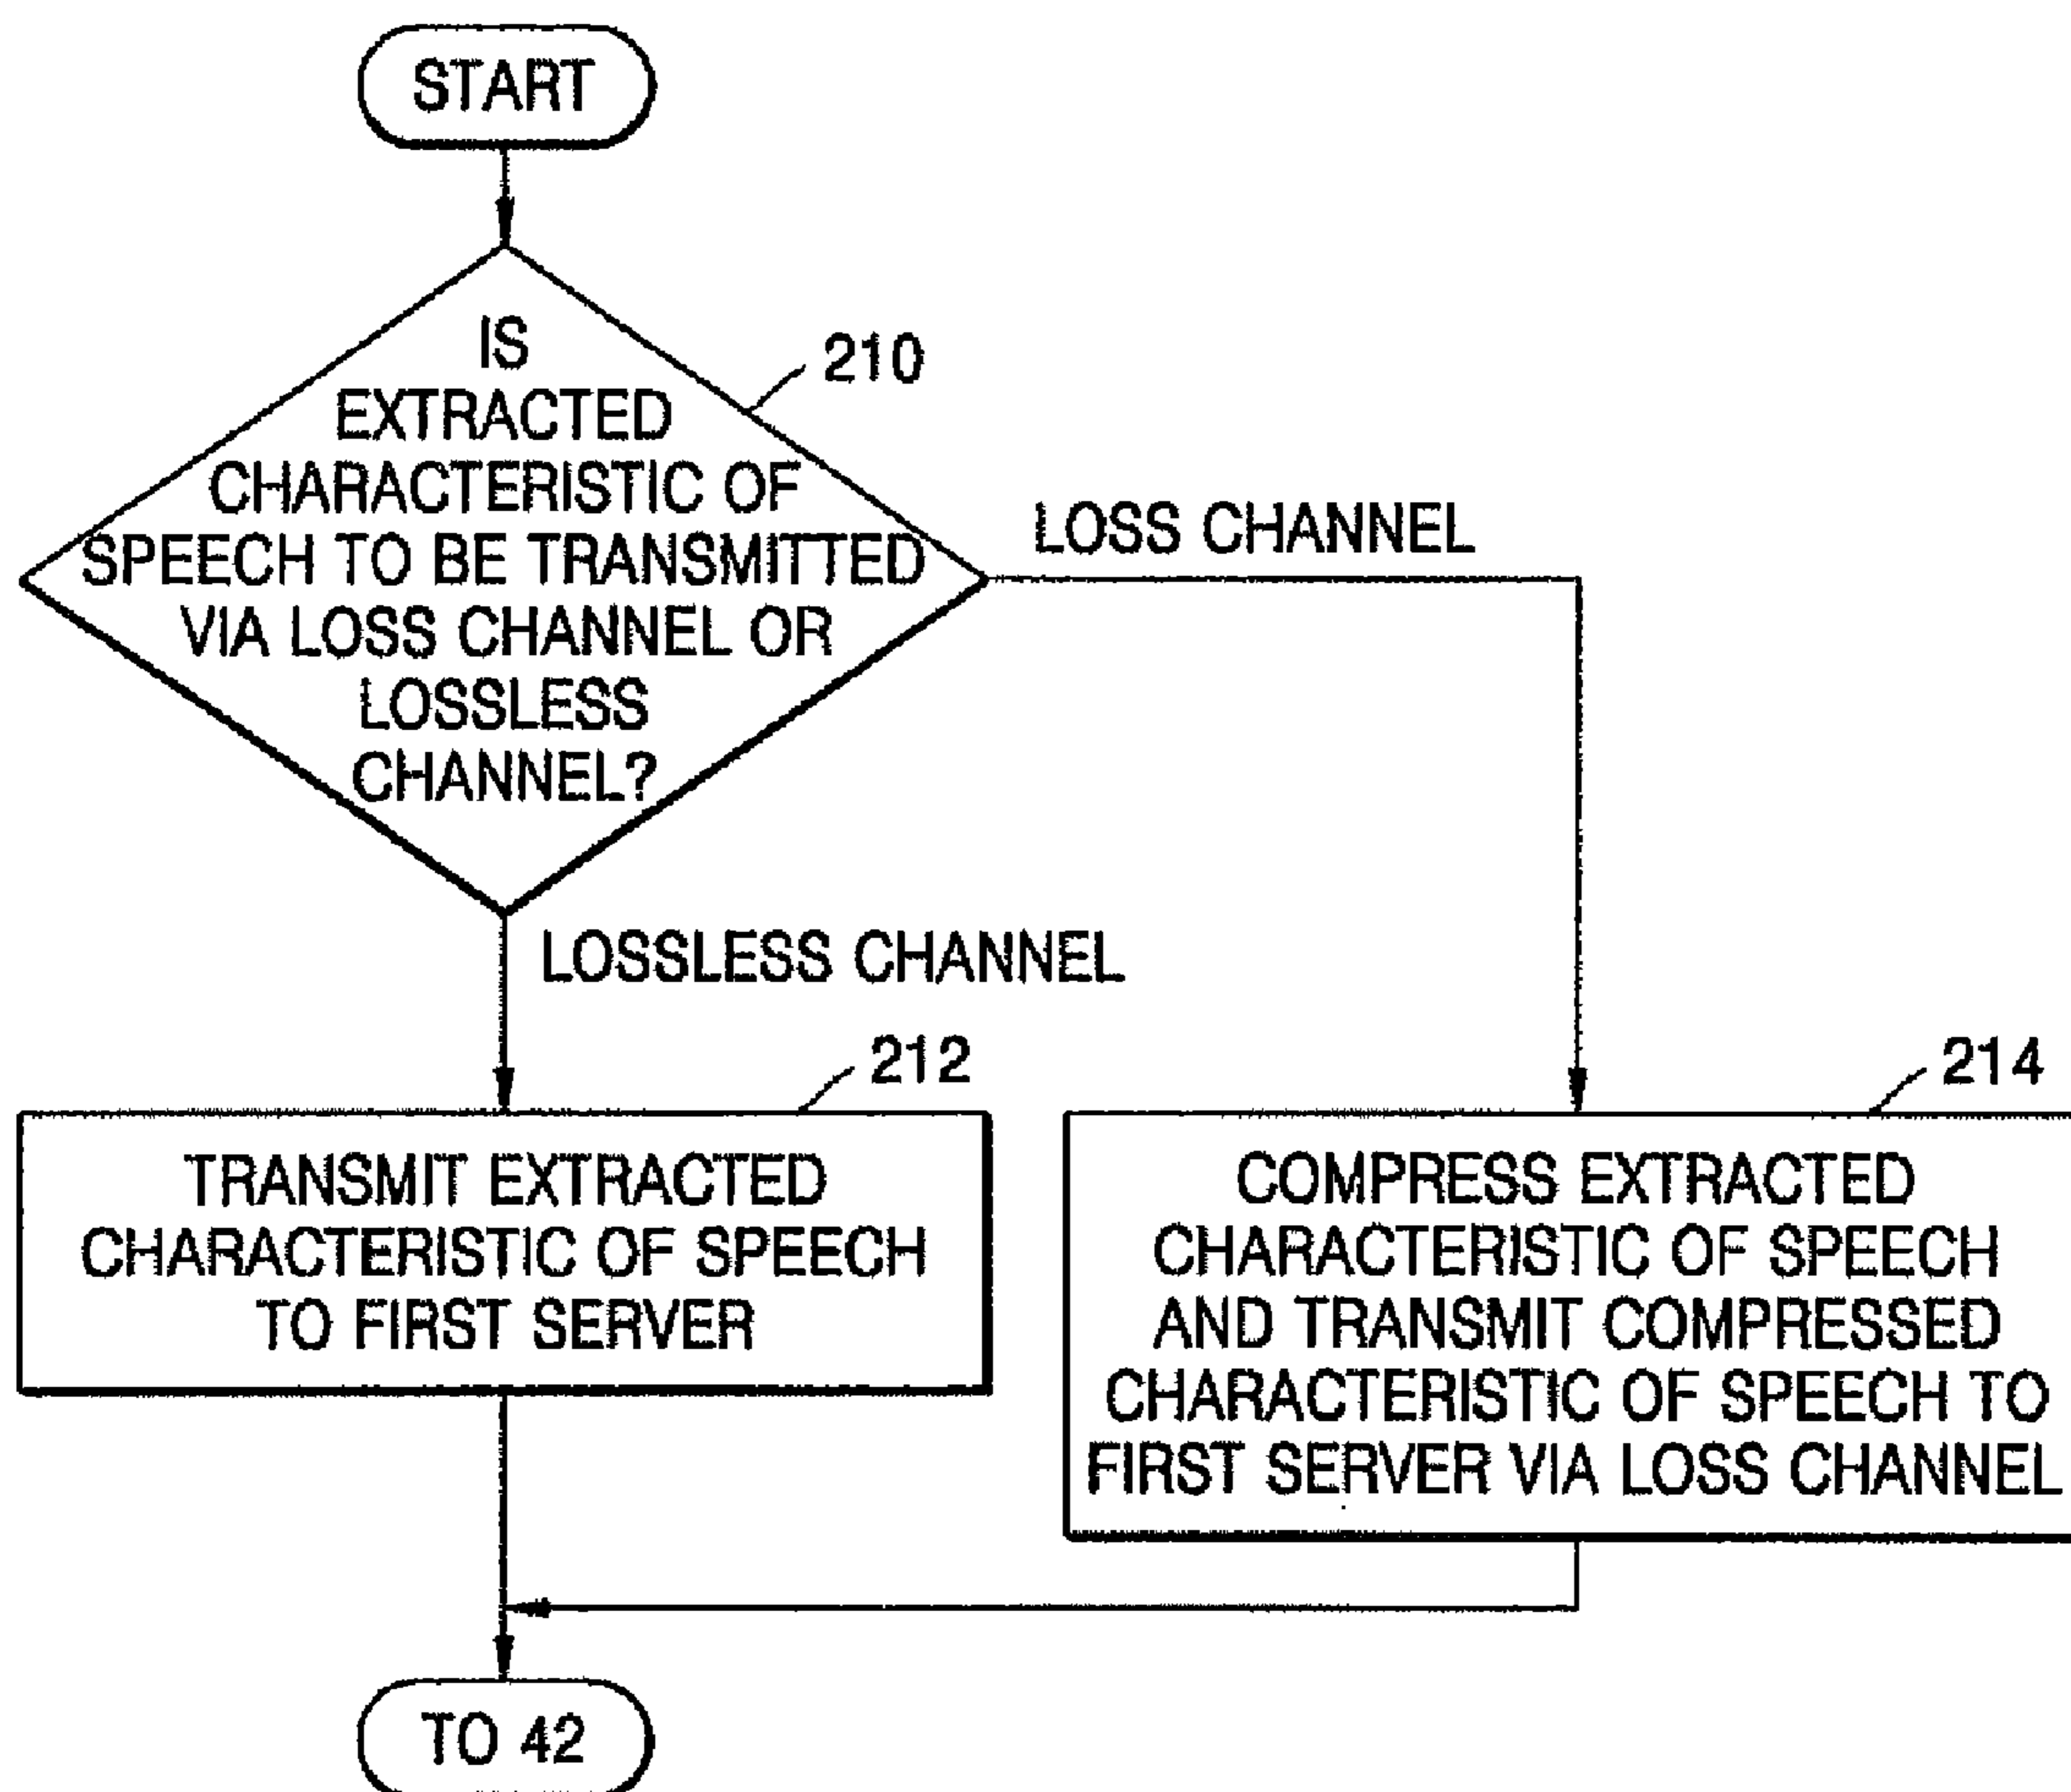 START
IS
EXTRACTED
CHARACTERISTIC OF
SPEECH TO BE TRANSMITTED
VIA LOSS CHANNEL OR
LOSSLESS
CHANNEL?
210
LOSS CHANNEL
LOSSLESS CHANNEL
212
TRANSMIT EXTRACTED
CHARACTERISTIC OF SPEECH
TO FIRST SERVER
214
COMPRESS EXTRACTED
CHARACTERISTIC OF SPEECH
AND TRANSMIT COMPRESSED
CHARACTERISTIC OF SPEECH TO
FIRST SERVER VIA LOSS CHANNEL
TO 42